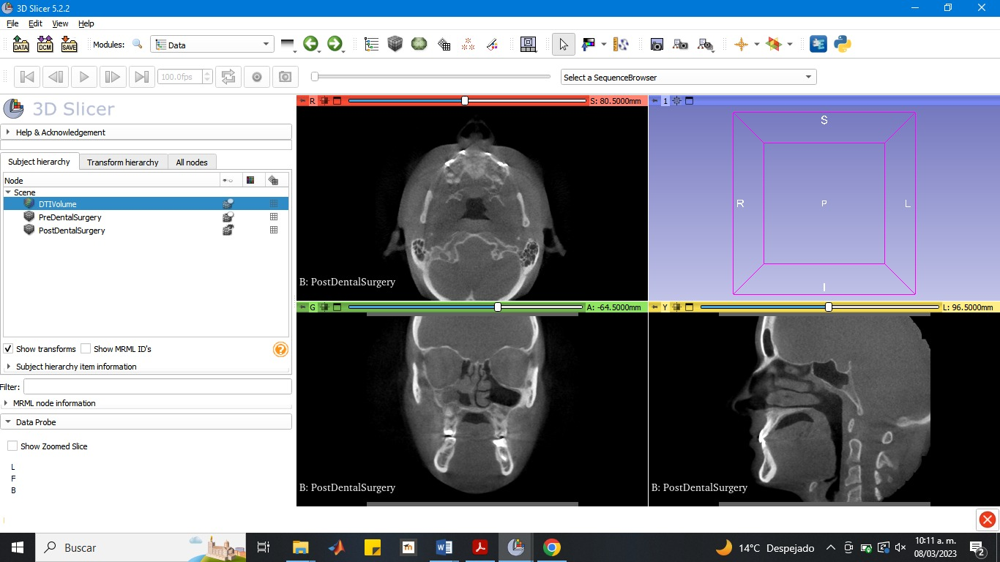 3D Slicer 5.2.2
File Edit View Help
DATA DCM SAVE Modules: Data
100.0fps Select a SequenceBrowser
3D Slicer
Help & Acknowledgement
Subject hierarchy Transform hierarchy All nodes
Node
Scene
DTIVolume
PreDentalSurgery
PostDentalSurgery
Show transforms Show MRML ID's
Subject hierarchy item information
Filter:
MRML node information
Data Probe
Show Zoomed Slice
L
F
B
R S: 80.5000mm
B: PostDentalSurgery
1
S
R P L
I
G A: -64.5000mm
B: PostDentalSurgery
Y L: 96.5000mm
B: PostDentalSurgery
Buscar
14°C Despejado
10:11 a. m.
08/03/2023
2